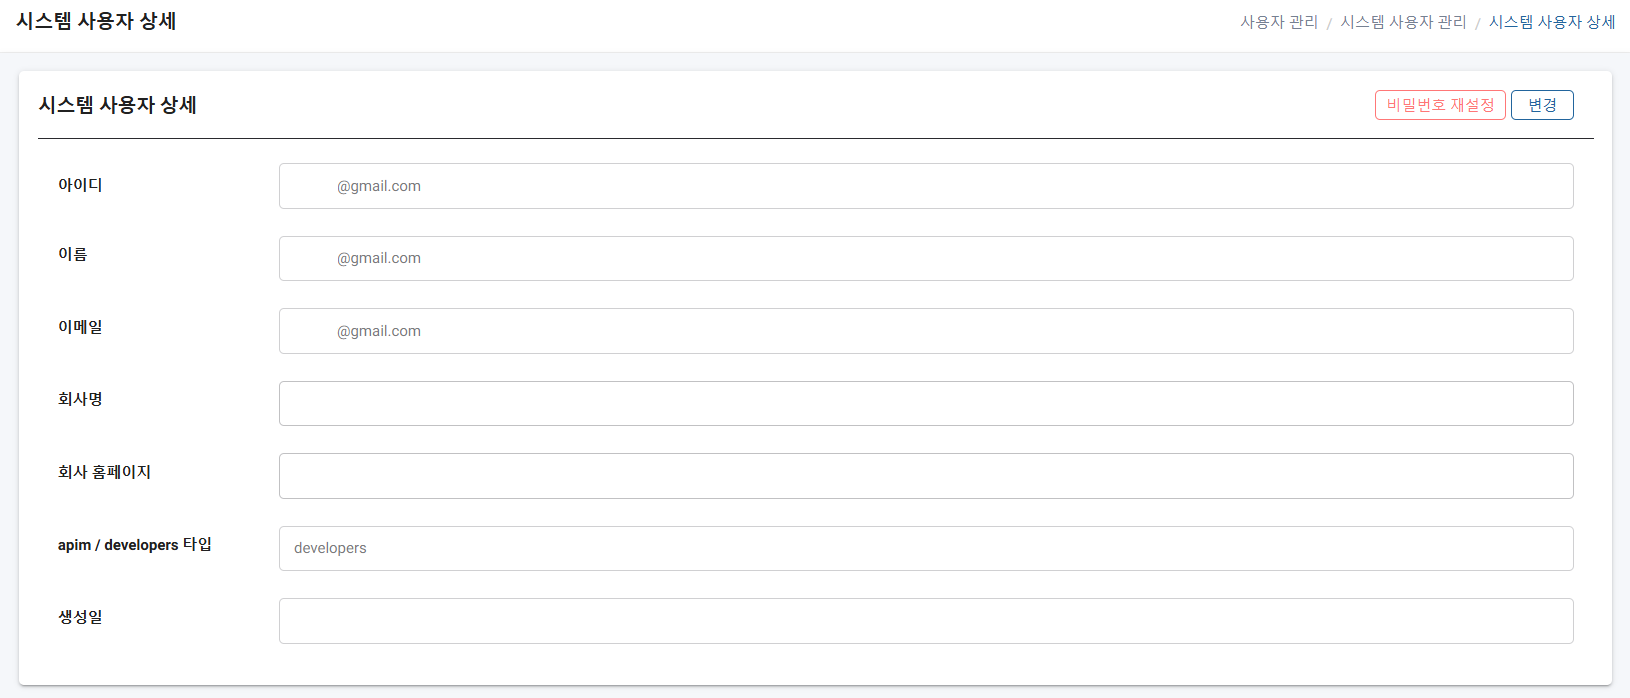 시스템 사용자 상세
사용자 관리 / 시스템 사용자 관리 / 시스템 사용자 상세
시스템 사용자 상세
비밀번호 재설정 변경
아이디 @gmail.com
이름 @gmail.com
이메일 @gmail.com
회사명
회사 홈페이지
apim / developers 타입 developers
생성일